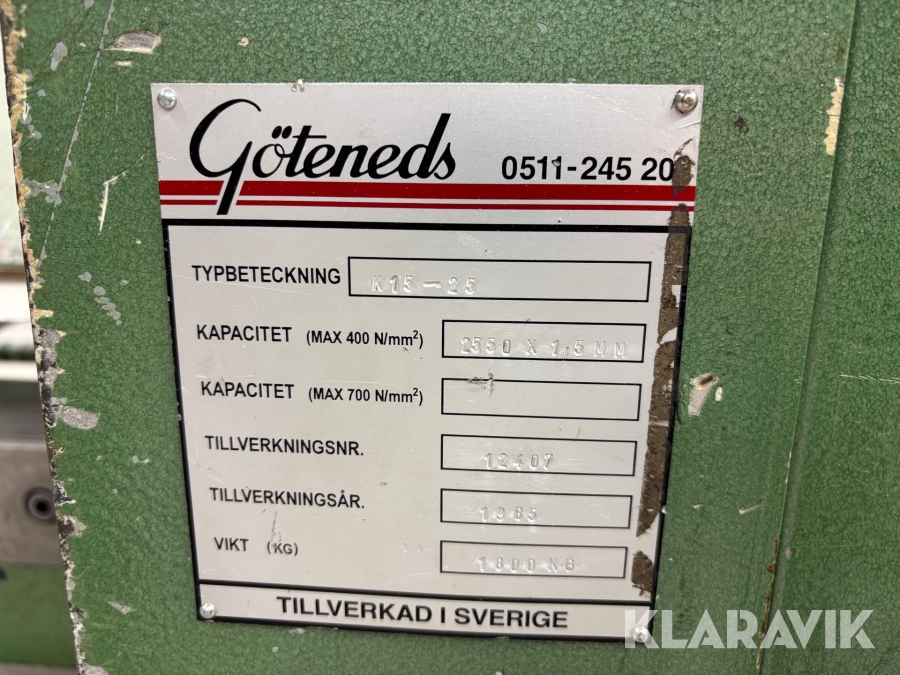 Göteneds 0511-245 20
TYPBETECKNING K15-25
KAPACITET (MAX 400 N/mm²) 2550 X 1,5 MM
KAPACITET (MAX 700 N/mm²)
TILLVERKNINGSNR. 12407
TILLVERKNINGSÅR. 1985
VIKT (KG) 1800 KG
TILLVERKAD I SVERIGE
KLARAVIK